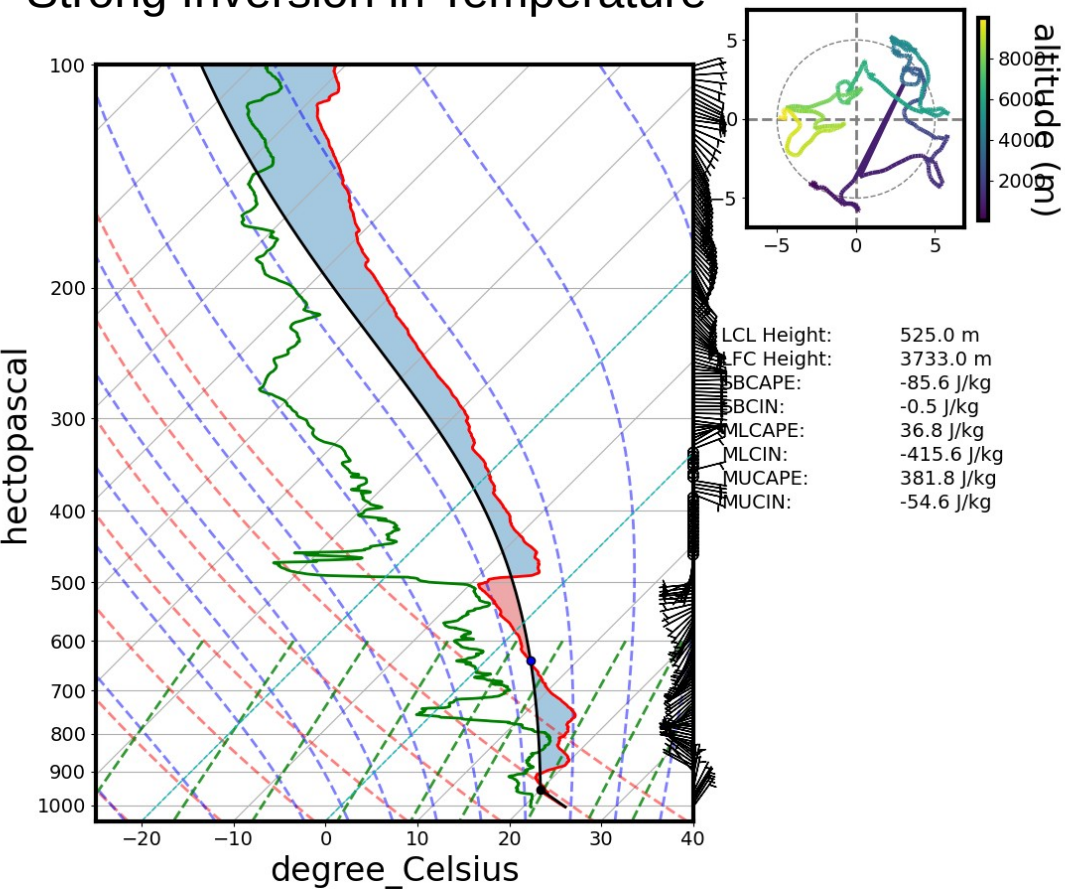 Strong Inversion in Temperature
100
200
300
400
500
600
700
800
900
1000
hectopascal
−20
−10
0
10
20
30
40
degree_Celsius
5
0
−5
−5
0
5
8000
6000
4000
2000
altitude (m)
LCL Height: 525.0 m
LFC Height: 3733.0 m
SBCAPE: -85.6 J/kg
SBCIN: -0.5 J/kg
MLCAPE: 36.8 J/kg
MLCIN: -415.6 J/kg
MUCAPE: 381.8 J/kg
MUCIN: -54.6 J/kg